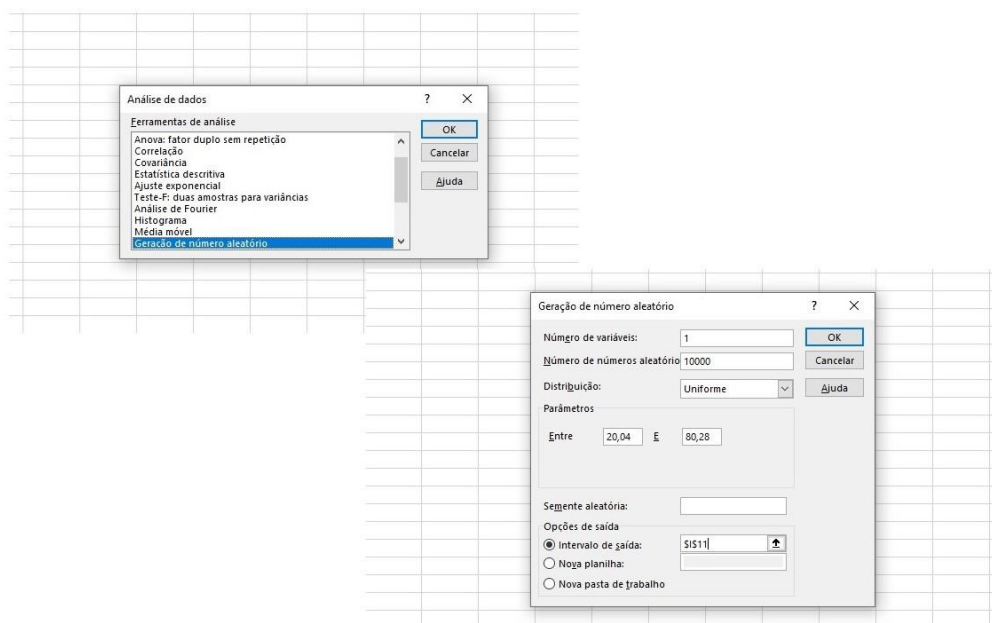 Análise de dados ?
Ferramentas de análise
Anova: fator duplo sem repetição
Correlação
Covariância
Estatística descritiva
Ajuste exponencial
Teste-F: duas amostras para variâncias
Análise de Fourier
Histograma
Média móvel
Geração de número aleatório
OK
Cancelar
Ajuda
Geração de número aleatório ?
Número de variáveis: 1
Número de números aleatório 10000
Distribuição: Uniforme
Parâmetros
Entre 20,04 E 80,28
Semente aleatória:
Opções de saída
Intervalo de saída: $I$11
Nova planilha:
Nova pasta de trabalho
OK
Cancelar
Ajuda